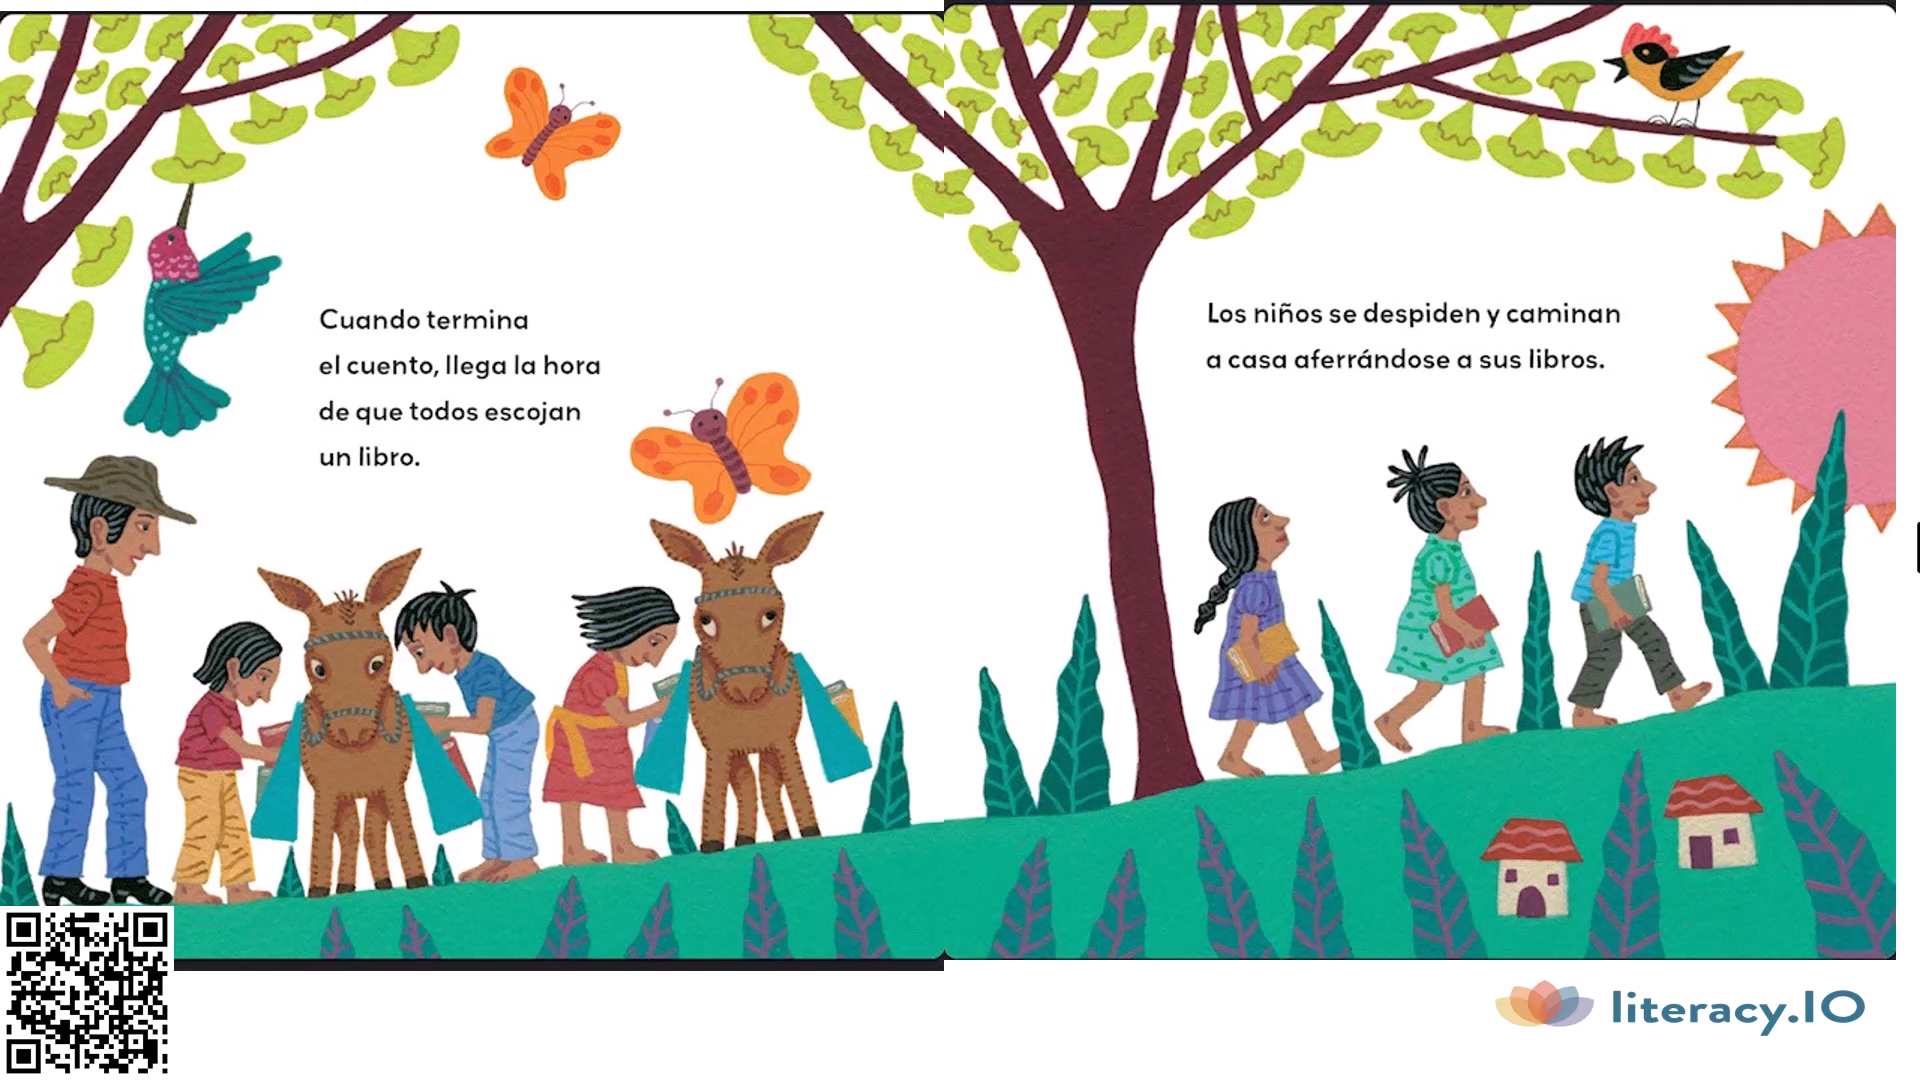 Cuando termina
el cuento, llega la hora
de que todos escojan
un libro.
Los niños se despiden y caminan
a casa aferrándose a sus libros.
literacy.IO